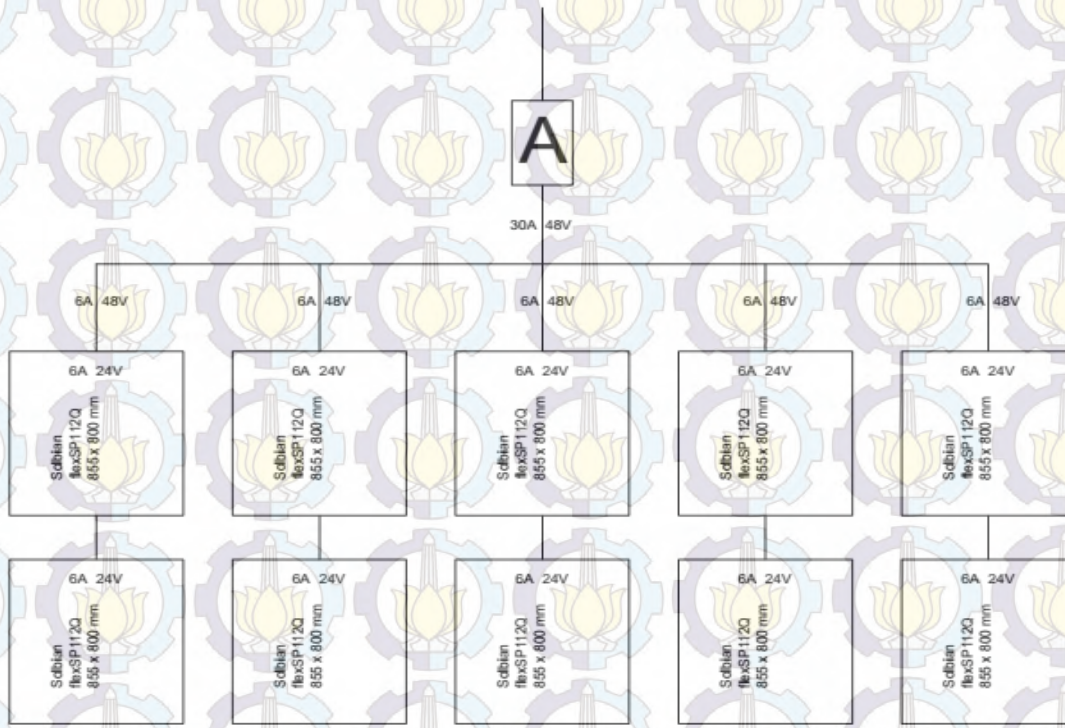 A
30A 48V
6A 48V 6A 48V 6A 48V 6A 48V 6A 48V
6A 24V
Solbian
flexSP112Q
855 x 800 mm
6A 24V
Solbian
flexSP112Q
855 x 800 mm
6A 24V
Solbian
flexSP112Q
855 x 800 mm
6A 24V
Solbian
flexSP112Q
855 x 800 mm
6A 24V
Solbian
flexSP112Q
855 x 800 mm
6A 24V
Solbian
flexSP112Q
855 x 800 mm
6A 24V
Solbian
flexSP112Q
855 x 800 mm
6A 24V
Solbian
flexSP112Q
855 x 800 mm
6A 24V
Solbian
flexSP112Q
855 x 800 mm
6A 24V
Solbian
flexSP112Q
855 x 800 mm